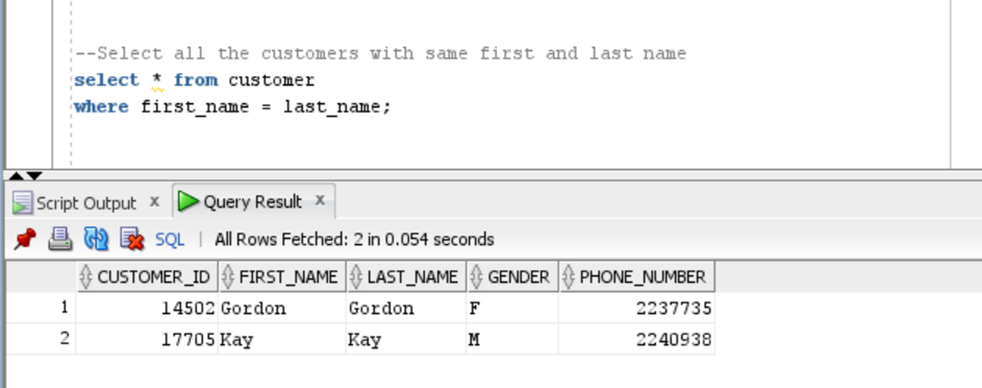 --Select all the customers with same first and last name
select * from customer
where first_name = last_name;
Script Output x Query Result x
SQL | All Rows Fetched: 2 in 0.054 seconds
CUSTOMER_ID FIRST_NAME LAST_NAME GENDER PHONE_NUMBER
1 14502 Gordon Gordon F 2237735
2 17705 Kay Kay M 2240938